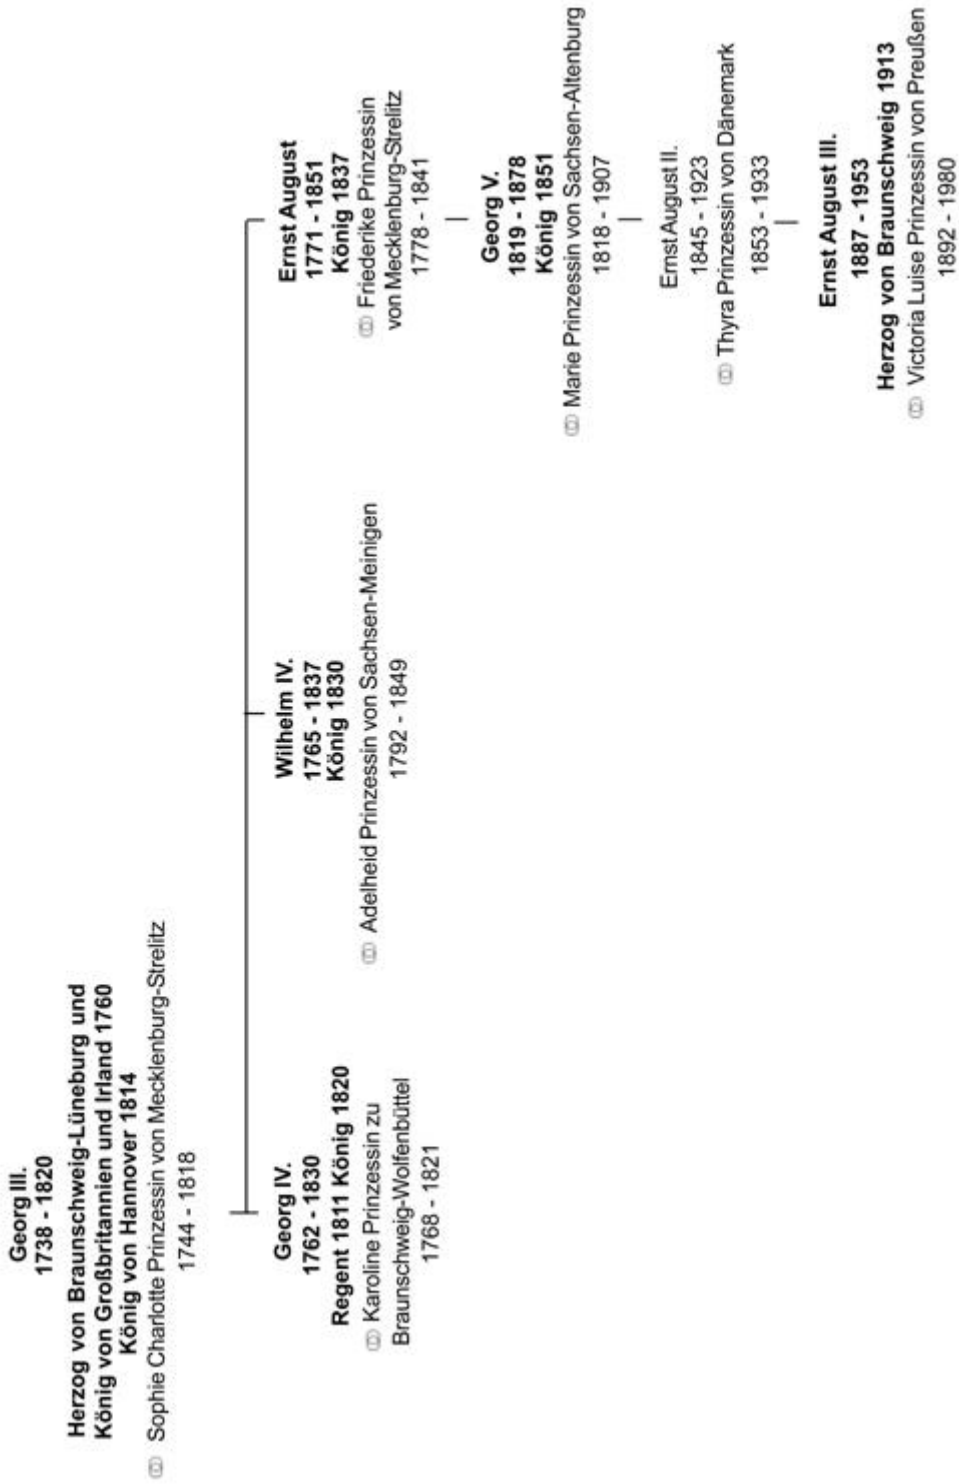 Georg III.
1738 - 1820
Herzog von Braunschweig-Lüneburg und
König von Großbritannien und Irland 1760
König von Hannover 1814
Sophie Charlotte Prinzessin von Mecklenburg-Strelitz
1744 - 1818
Georg IV.
1762 - 1830
Regent 1811 König 1820
Karoline Prinzessin zu
Braunschweig-Wolfenbüttel
1768 - 1821
Wilhelm IV.
1765 - 1837
König 1830
Adelheid Prinzessin von Sachsen-Meinigen
1792 - 1849
Ernst August
1771 - 1851
König 1837
Friederike Prinzessin
von Mecklenburg-Strelitz
1778 - 1841
Georg V.
1819 - 1878
König 1851
Marie Prinzessin von Sachsen-Altenburg
1818 - 1907
Ernst August II.
1845 - 1923
Thyra Prinzessin von Dänemark
1853 - 1933
Ernst August III.
1887 - 1953
Herzog von Braunschweig 1913
Victoria Luise Prinzessin von Preußen
1892 - 1980